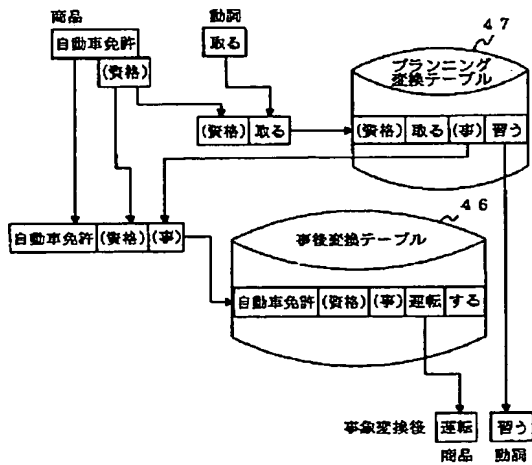 商品
動詞
自動車免許
(資格)
取る
47
プランニング
変換テーブル
(資格) 取る
(資格) 取る (事) 習う
自動車免許 (資格) (事)
46
事後変換テーブル
自動車免許 (資格) (事) 運転 する
事象変換後 運転 習う
商品 動詞